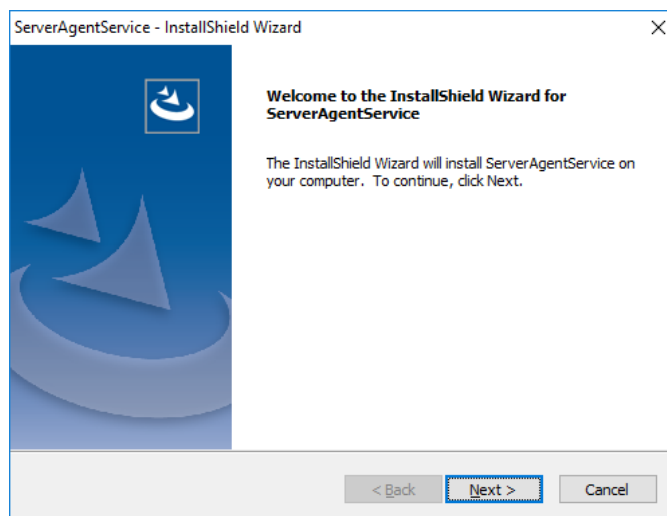 ServerAgentService - InstallShield Wizard
Welcome to the InstallShield Wizard for
ServerAgentService
The InstallShield Wizard will install ServerAgentService on
your computer.  To continue, click Next.
< Back
Next >
Cancel